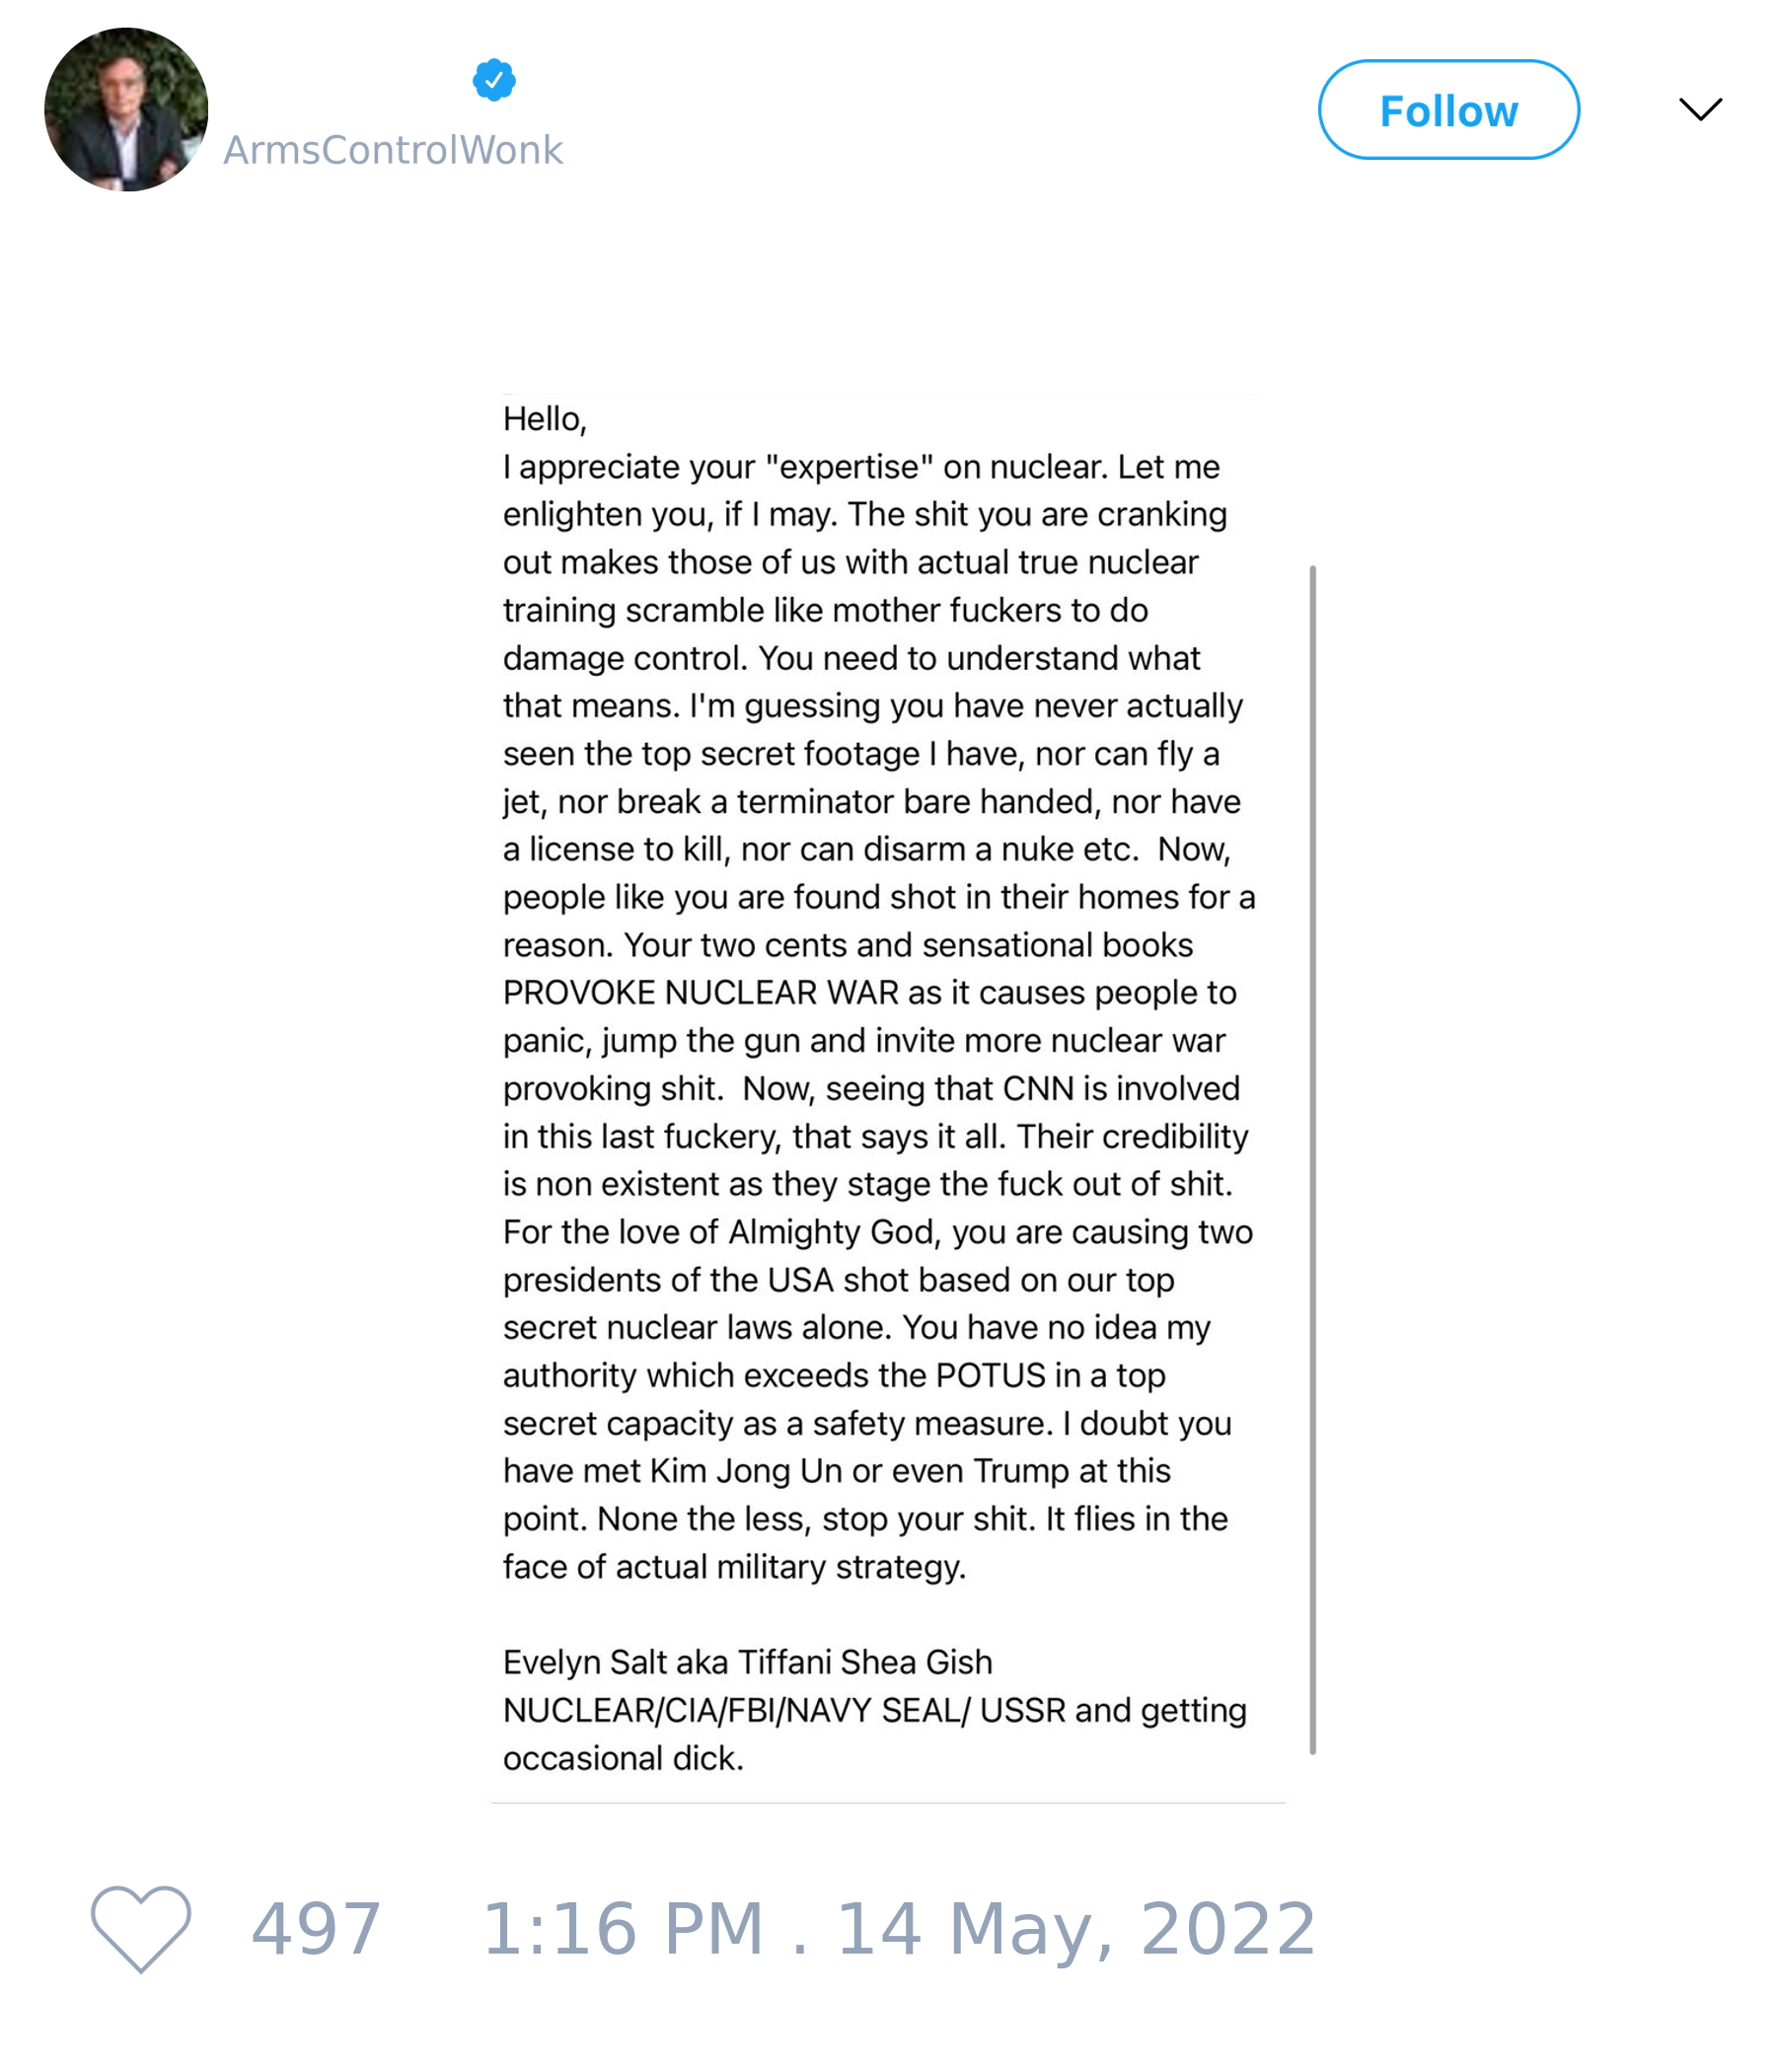 ArmsControlWonk
Follow
Hello,
I appreciate your "expertise" on nuclear. Let me
enlighten you, if I may. The shit you are cranking
out makes those of us with actual true nuclear
training scramble like mother fuckers to do
damage control. You need to understand what
that means. I'm guessing you have never actually
seen the top secret footage I have, nor can fly a
jet, nor break a terminator bare handed, nor have
a license to kill, nor can disarm a nuke etc.  Now,
people like you are found shot in their homes for a
reason. Your two cents and sensational books
PROVOKE NUCLEAR WAR as it causes people to
panic, jump the gun and invite more nuclear war
provoking shit.  Now, seeing that CNN is involved
in this last fuckery, that says it all. Their credibility
is non existent as they stage the fuck out of shit.
For the love of Almighty God, you are causing two
presidents of the USA shot based on our top
secret nuclear laws alone. You have no idea my
authority which exceeds the POTUS in a top
secret capacity as a safety measure. I doubt you
have met Kim Jong Un or even Trump at this
point. None the less, stop your shit. It flies in the
face of actual military strategy.
Evelyn Salt aka Tiffani Shea Gish
NUCLEAR/CIA/FBI/NAVY SEAL/ USSR and getting
occasional dick.
497 1:16 PM . 14 May, 2022